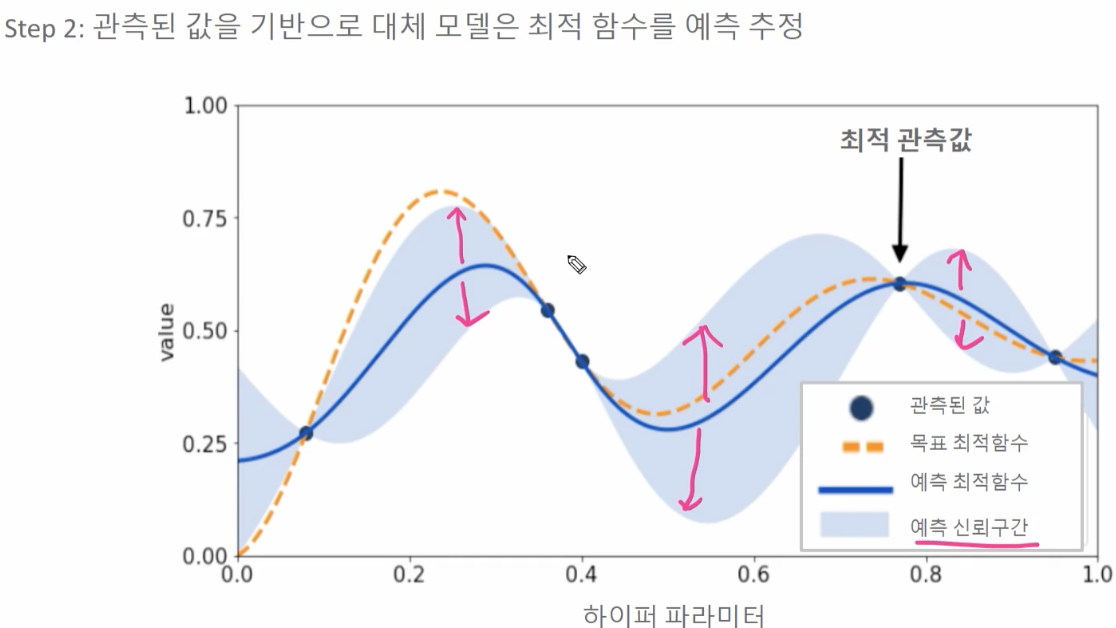 Step 2: 관측된 값을 기반으로 대체 모델은 최적 함수를 예측 추정
최적 관측값
1.00
0.75
0.50
0.25
0.00
value
0.0 0.2 0.4 0.6 0.8 1.0
하이퍼 파라미터
관측된 값
목표 최적함수
예측 최적함수
예측 신뢰구간